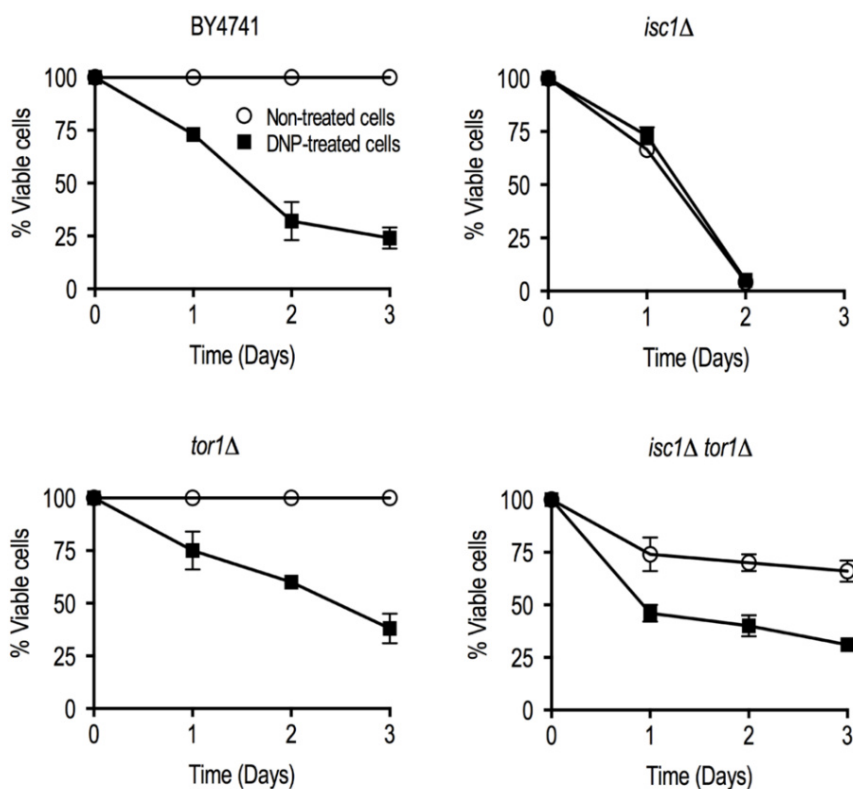 BY4741
% Viable cells
100
75
50
25
0
Non-treated cells
DNP-treated cells
0 1 2 3
Time (Days)
isc1Δ
% Viable cells
100
75
50
25
0
0 1 2 3
Time (Days)
tor1Δ
% Viable cells
100
75
50
25
0
0 1 2 3
Time (Days)
isc1Δ tor1Δ
% Viable cells
100
75
50
25
0
0 1 2 3
Time (Days)